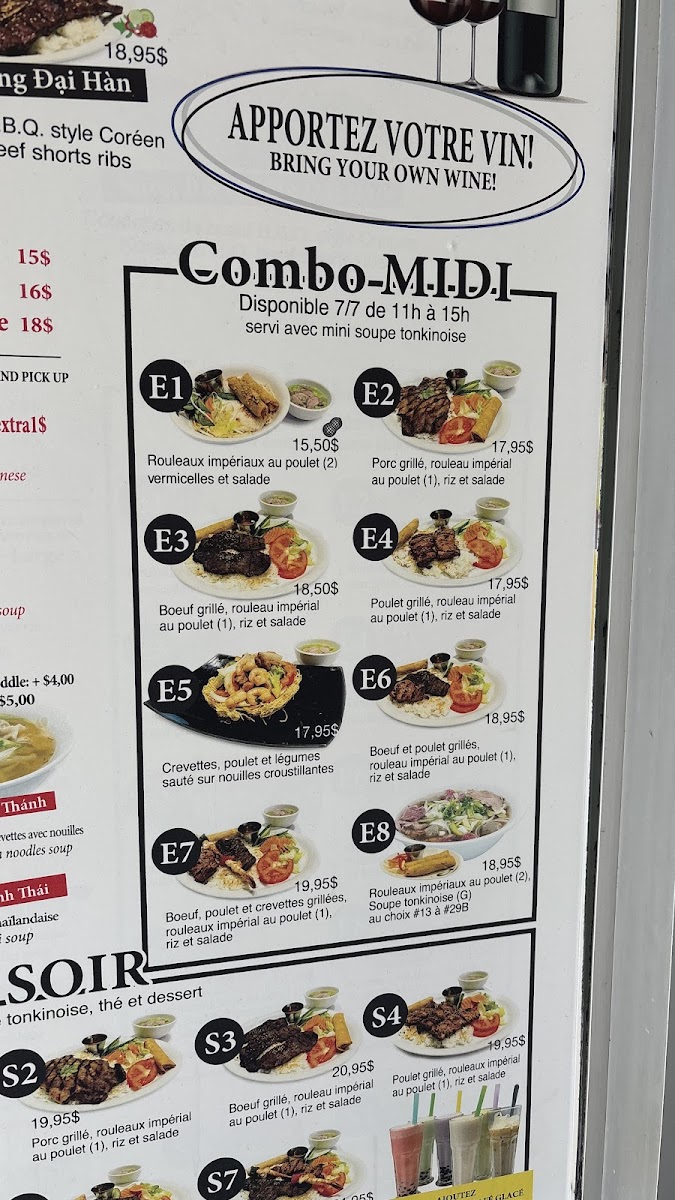 18,95$
ng Đại Hàn
.B.Q. style Coréen
eef shorts ribs
APPORTEZ VOTRE VIN!
BRING YOUR OWN WINE!
15$
16$
e 18$
ND PICK UP
extra1$
nese
soup
ddle: + $4,00
$5,00
Thánh
vettes avec nouilles
noodles soup
nh Thái
haïlandaise
i soup
Combo MIDI
Disponible 7/7 de 11h à 15h
servi avec mini soupe tonkinoise
E1
15,50$
Rouleaux impériaux au poulet (2)
vermicelles et salade
E2
17,95$
Porc grillé, rouleau impérial
au poulet (1), riz et salade
E3
18,50$
Boeuf grillé, rouleau impérial
au poulet (1), riz et salade
E4
17,95$
Poulet grillé, rouleau impérial
au poulet (1), riz et salade
E5
17,95$
Crevettes, poulet et légumes
sauté sur nouilles croustillantes
E6
18,95$
Boeuf et poulet grillés,
rouleau impérial au poulet (1),
riz et salade
E7
19,95$
Boeuf, poulet et crevettes grillées,
rouleaux impérial au poulet (1),
riz et salade
E8
18,95$
Rouleaux impériaux au poulet (2),
Soupe tonkinoise (G)
au choix #13 à #29B
SOIR
tonkinoise, thé et dessert
S2
19,95$
Porc grillé, rouleaux impérial
au poulet (1), riz et salade
S3
20,95$
Boeuf grillé, rouleau impérial
au poulet (1), riz et salade
S4
19,95$
Poulet grillé, rouleaux impérial
au poulet (1), riz et salade
S7
AJOUTEZ